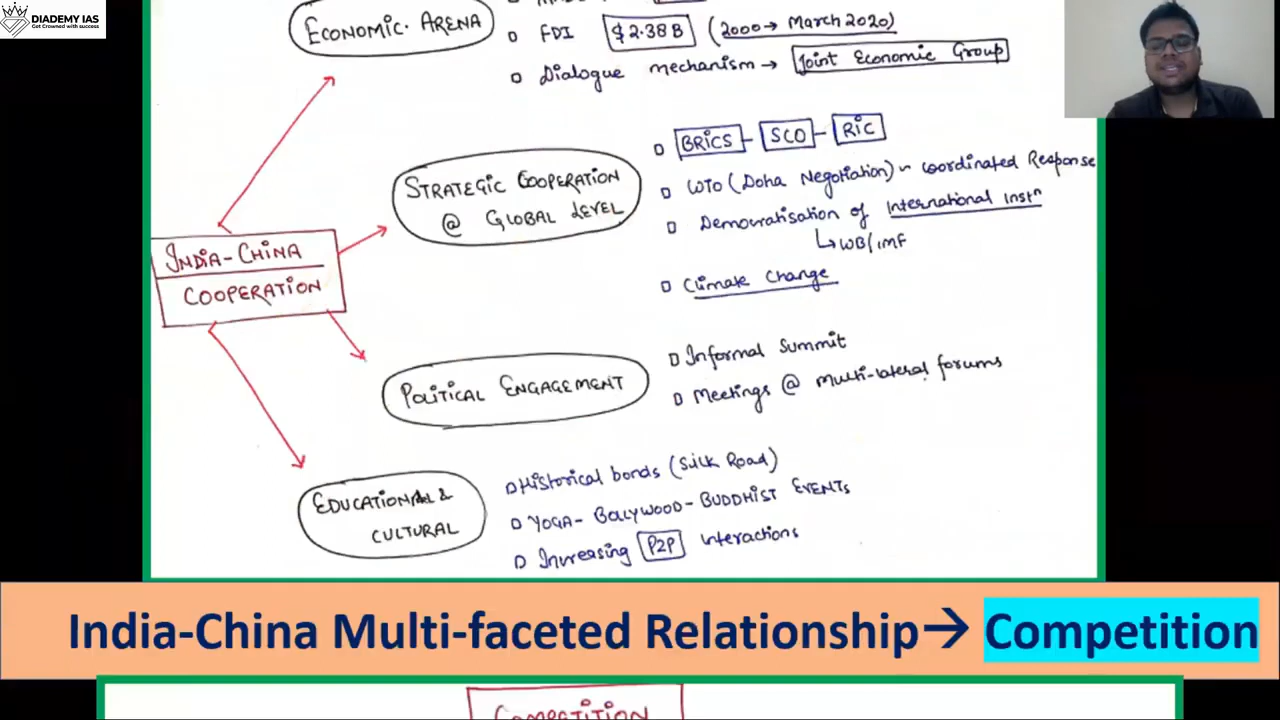 DIADEMY IAS
Get Crowned with success
ECONOMIC ARENA
FDI $2.38B (2000→ March 2020)
Dialogue mechanism → Joint Economic Group
INDIA-CHINA
COOPERATION
STRATEGIC COOPERATION
@ GLOBAL LEVEL
BRICS - SCO - RIC
WTO (Doha Negotiation) ~ Coordinated Response
Democratisation of International Instn
↳ WB/IMF
Climate Change
POLITICAL ENGAGEMENT
Informal Summit
Meetings @ multi-lateral forums
EDUCATIONAL &
CULTURAL
Historical bonds (Silk Road)
YOGA - BOLLYWOOD - BUDDHIST EVENTS
Increasing P2P interactions
India-China Multi-faceted Relationship→ Competition
COMPETITION